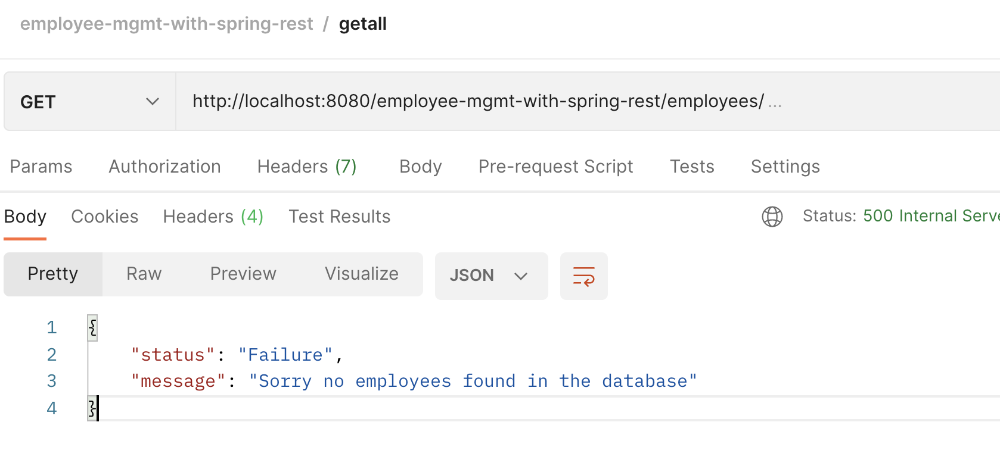 employee-mgmt-with-spring-rest / getall
GET http://localhost:8080/employee-mgmt-with-spring-rest/employees/ ...
Params Authorization Headers (7) Body Pre-request Script Tests Settings
Body Cookies Headers (4) Test Results Status: 500 Internal Serve
Pretty Raw Preview Visualize JSON
1 {
2 "status": "Failure",
3 "message": "Sorry no employees found in the database"
4 }